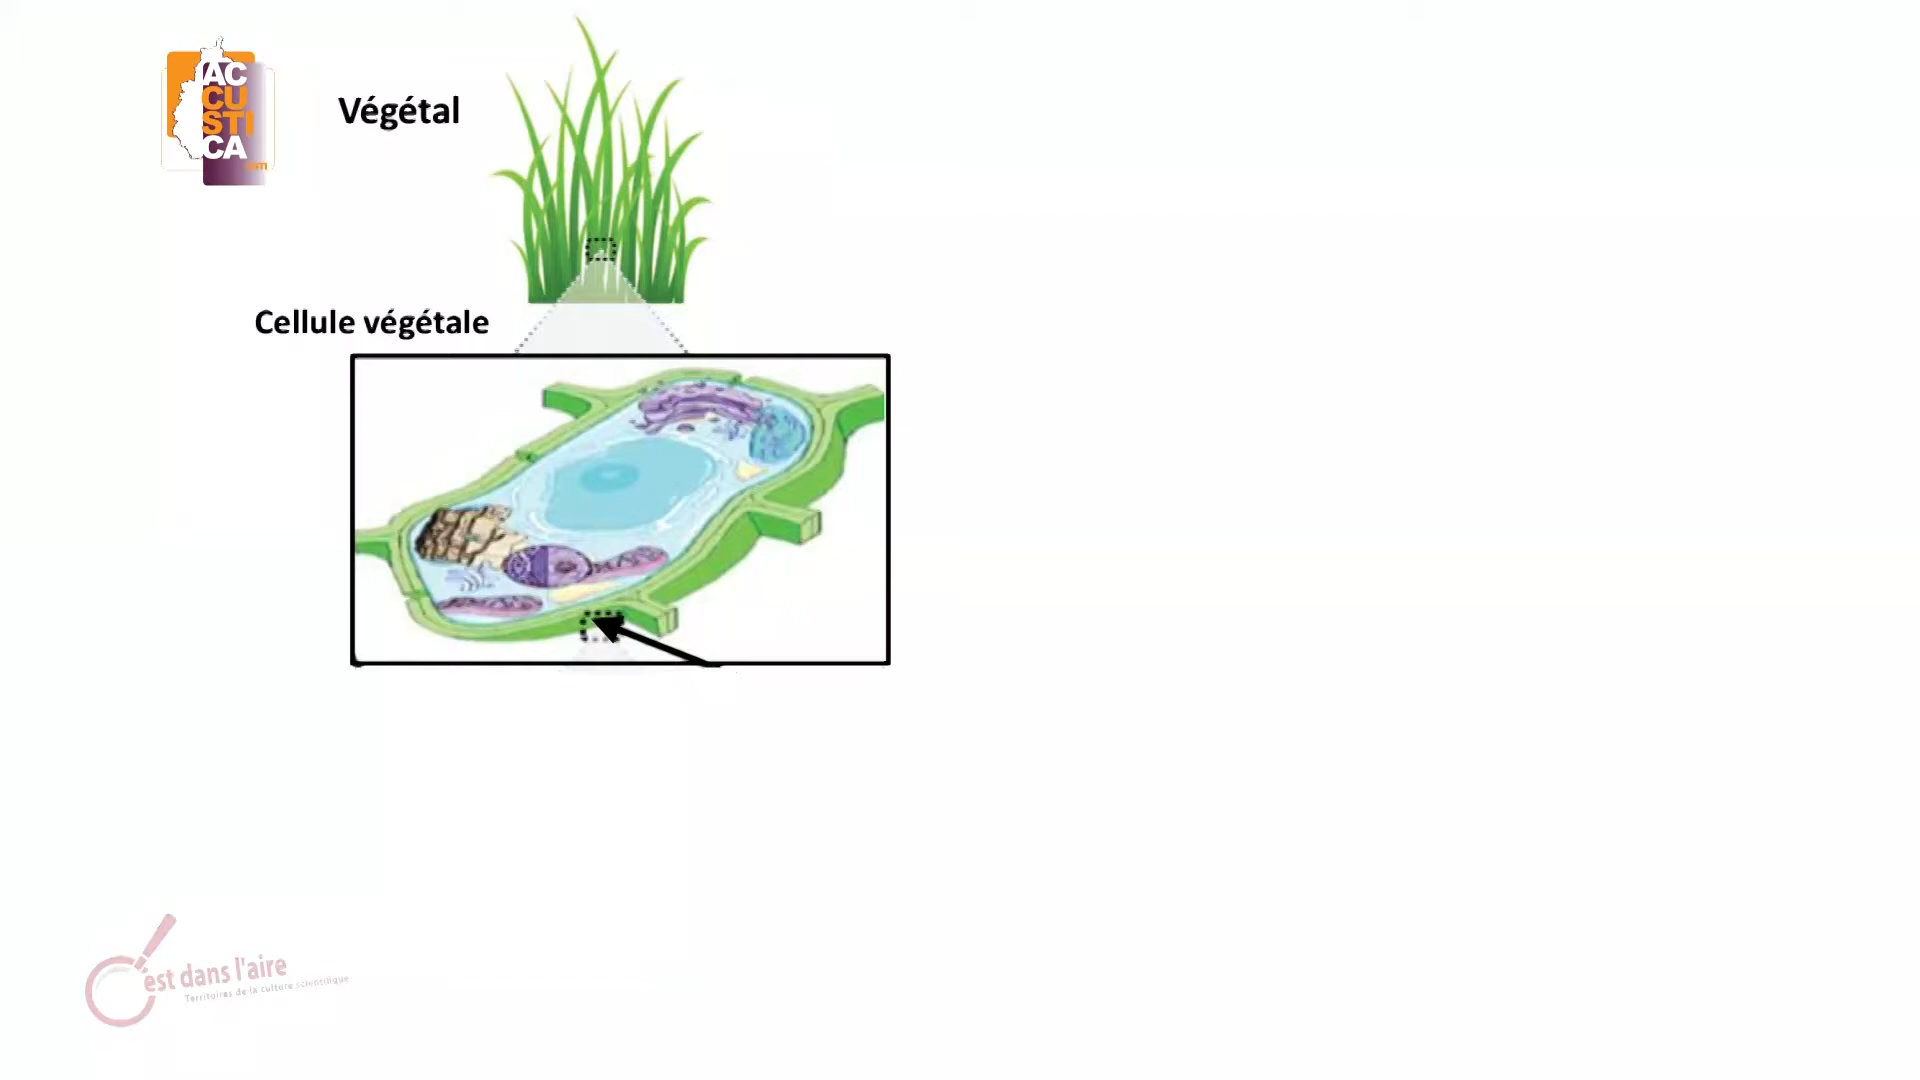 AC
CU
STI
CA
Végétal
Cellule végétale
est dans l'aire
Territoires de la culture scientifique